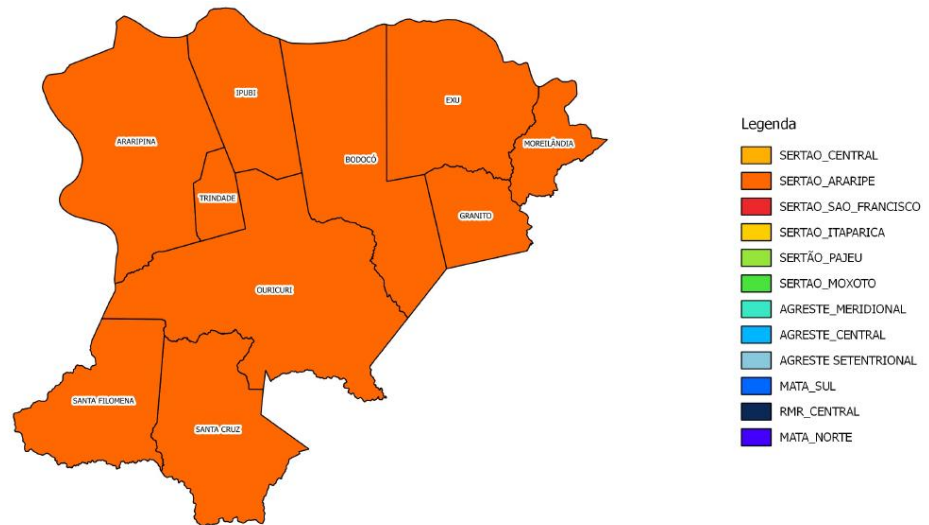 IPUBI
EXU
ARARIPINA
MOREILÂNDIA
BODOCÓ
TRINDADE
GRANITO
OURICURI
SANTA FILOMENA
SANTA CRUZ
Legenda
SERTAO_CENTRAL
SERTAO_ARARIPE
SERTAO_SAO_FRANCISCO
SERTAO_ITAPARICA
SERTÃO_PAJEU
SERTAO_MOXOTO
AGRESTE_MERIDIONAL
AGRESTE_CENTRAL
AGRESTE SETENTRIONAL
MATA_SUL
RMR_CENTRAL
MATA_NORTE